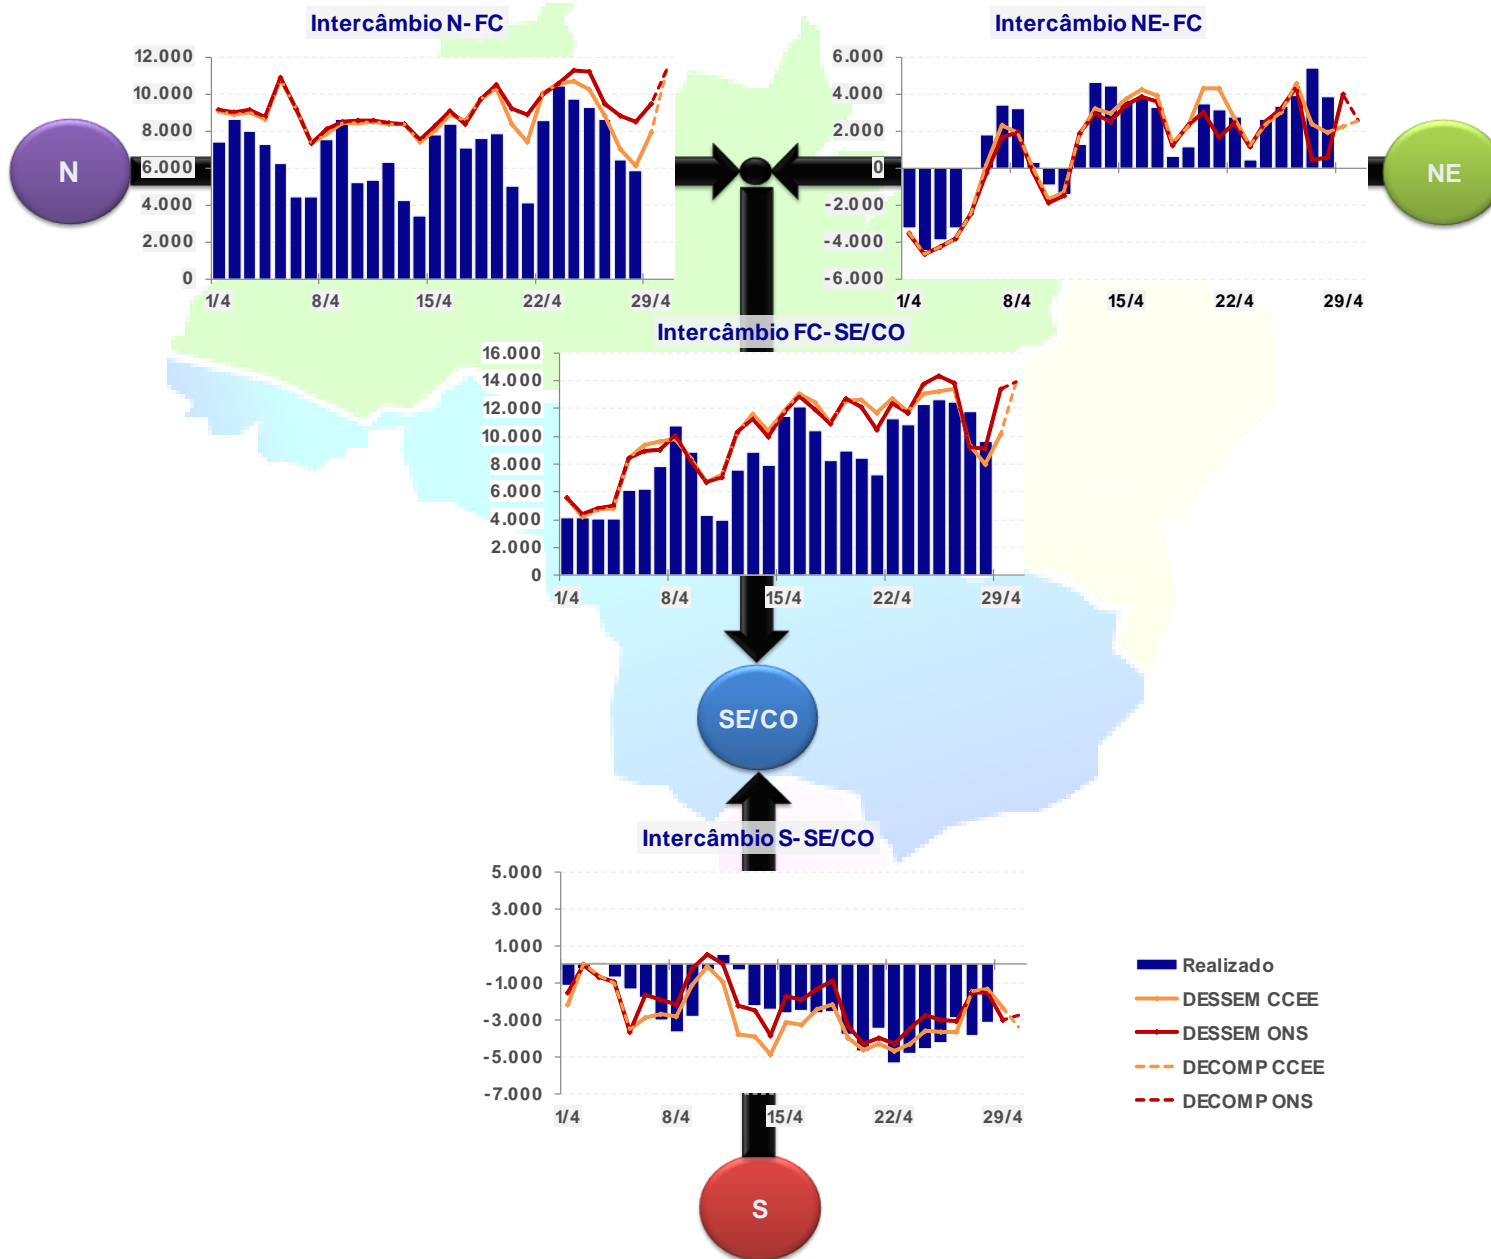 Intercâmbio N-FC
12.000
10.000
8.000
6.000
4.000
2.000
0
1/4 8/4 15/4 22/4 29/4
N
Intercâmbio NE-FC
6.000
4.000
2.000
0
-2.000
-4.000
-6.000
1/4 8/4 15/4 22/4 29/4
NE
Intercâmbio FC-SE/CO
16.000
14.000
12.000
10.000
8.000
6.000
4.000
2.000
0
1/4 8/4 15/4 22/4 29/4
SE/CO
Intercâmbio S-SE/CO
5.000
3.000
1.000
-1.000
-3.000
-5.000
-7.000
1/4 8/4 15/4 22/4 29/4
Realizado
DESSEM CCEE
DESSEM ONS
DECOMP CCEE
DECOMP ONS
S